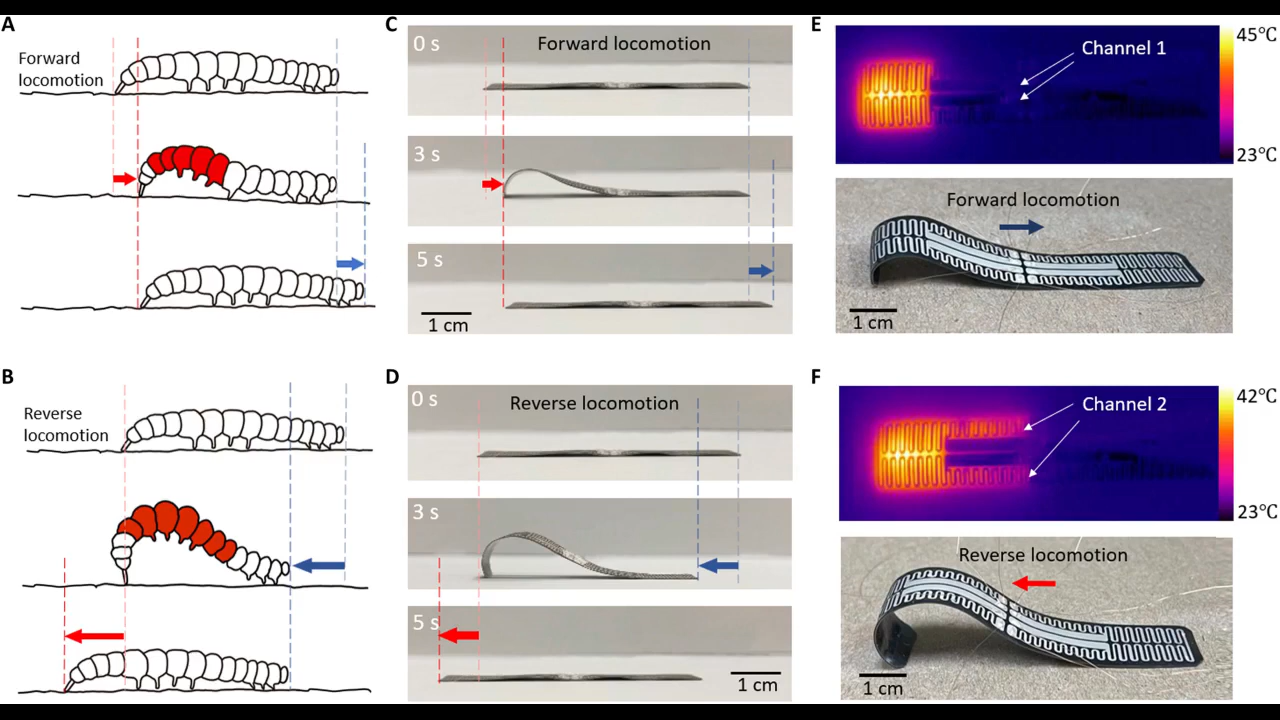 A
Forward
locomotion
B
Reverse
locomotion
C
0 s
Forward locomotion
3 s
5 s
1 cm
D
0 s
Reverse locomotion
3 s
5 s
1 cm
E
Channel 1
45°C
23°C
Forward locomotion
1 cm
F
Channel 2
42°C
23°C
Reverse locomotion
1 cm